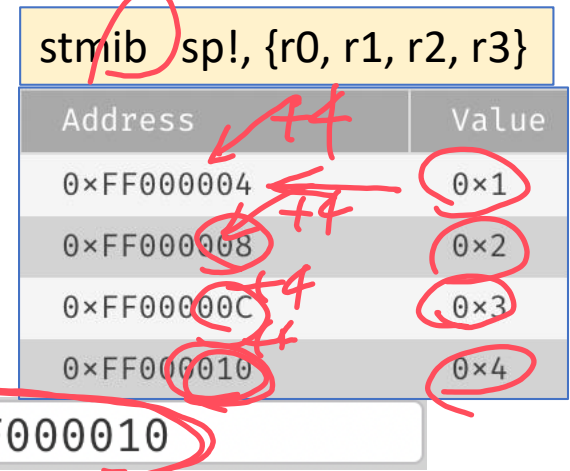 stmib sp!, {r0, r1, r2, r3}
Address Value
+4
0×FF000004 0×1
+4
0×FF000008 0×2
+4
0×FF00000C 0×3
0×FF000010 0×4
000010